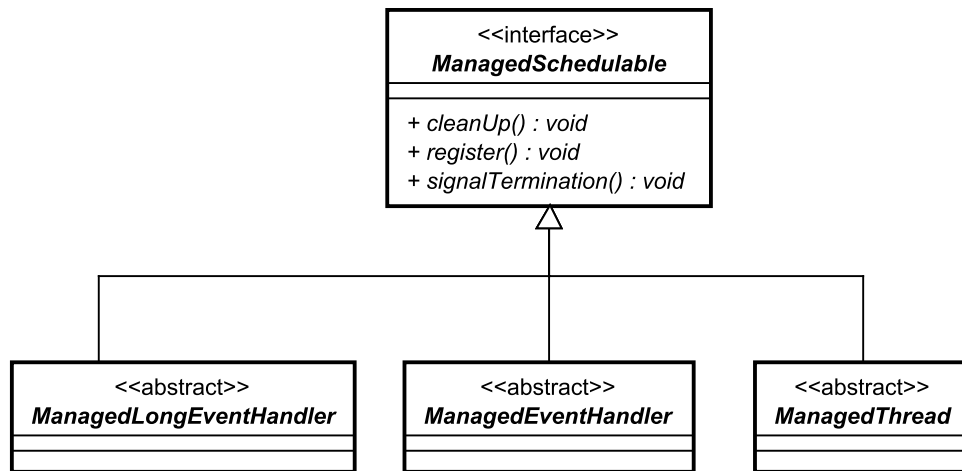 <<interface>>
ManagedSchedulable
+ cleanUp() : void
+ register() : void
+ signalTermination() : void
<<abstract>>
ManagedLongEventHandler
<<abstract>>
ManagedEventHandler
<<abstract>>
ManagedThread